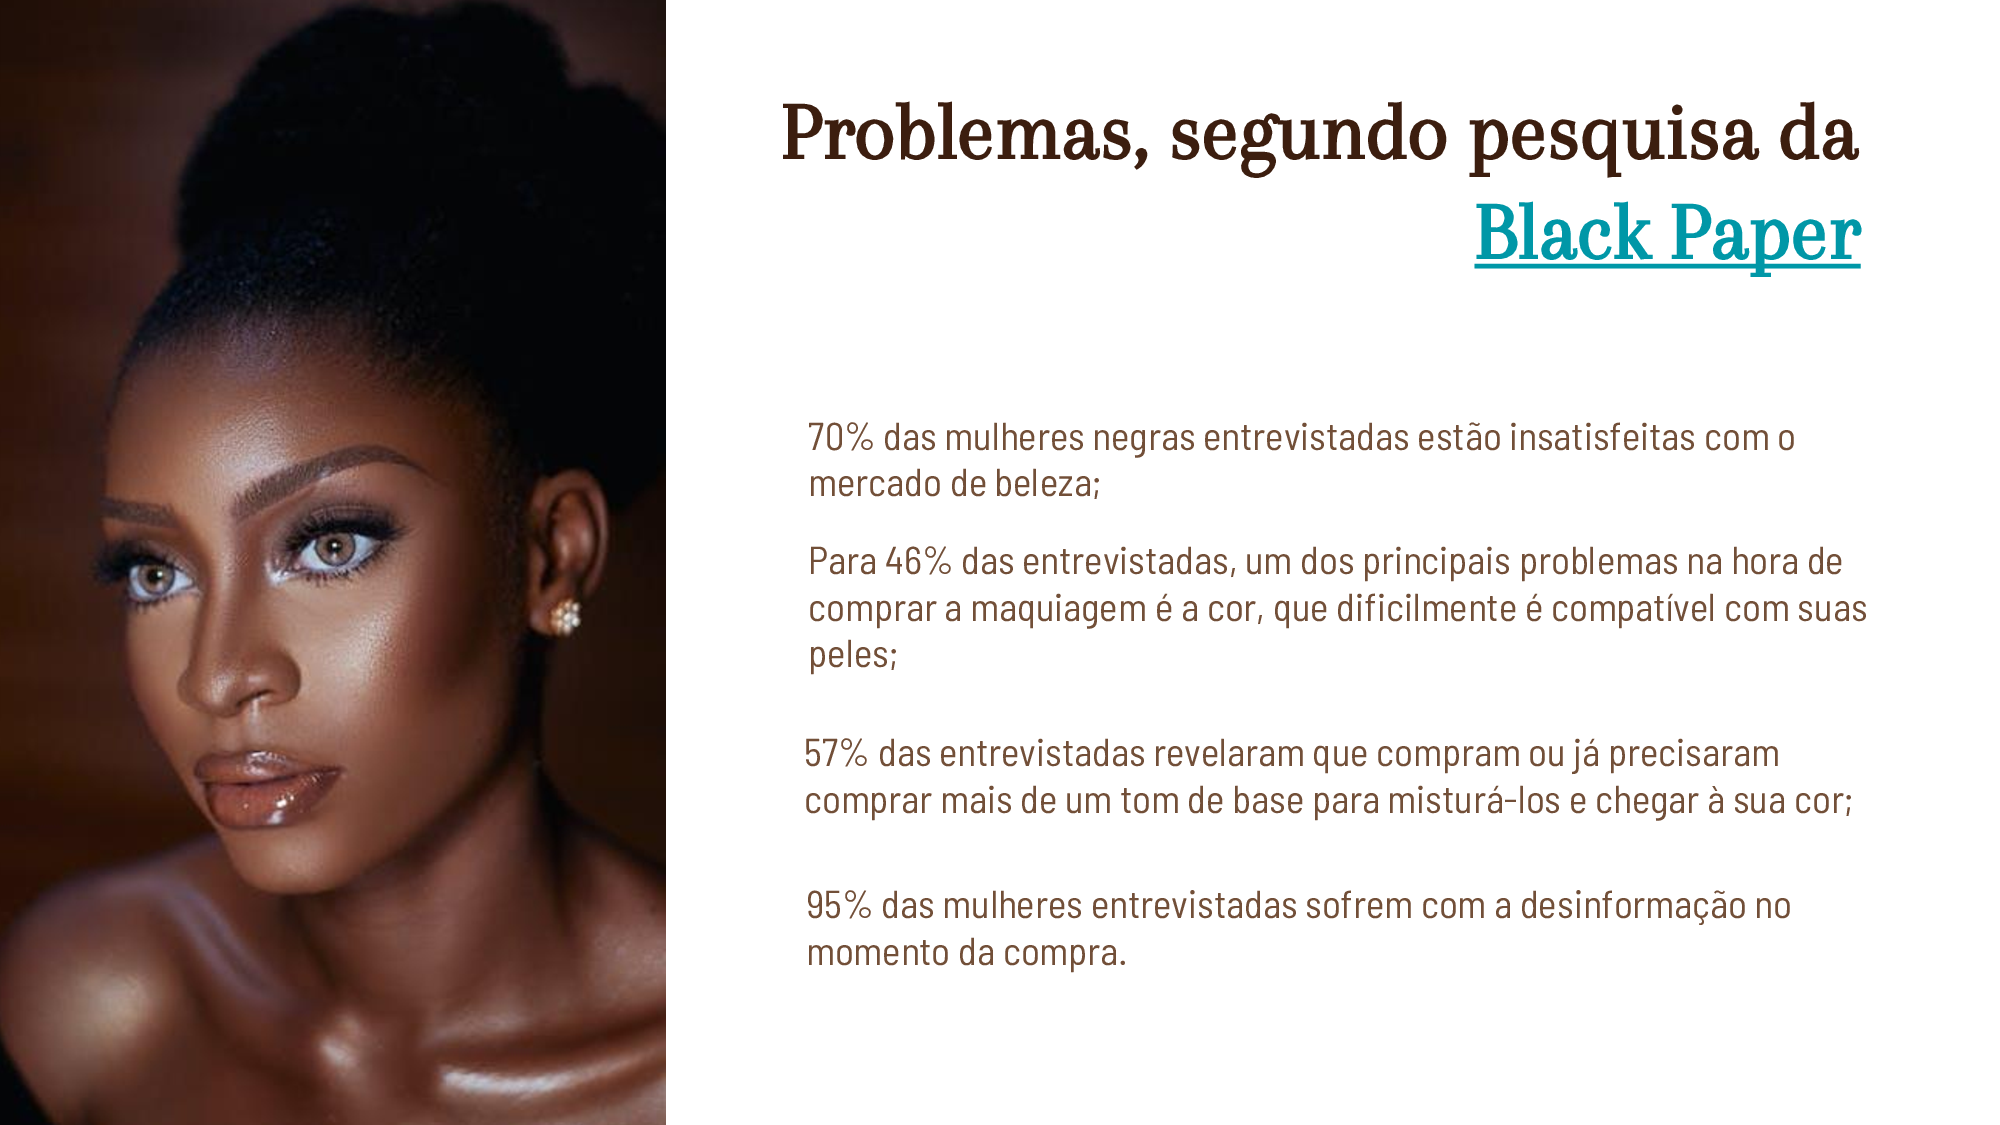 Problemas, segundo pesquisa da
Black Paper
70% das mulheres negras entrevistadas estão insatisfeitas com o
mercado de beleza;
Para 46% das entrevistadas, um dos principais problemas na hora de
comprar a maquiagem é a cor, que dificilmente é compatível com suas
peles;
57% das entrevistadas revelaram que compram ou já precisaram
comprar mais de um tom de base para misturá-los e chegar à sua cor;
95% das mulheres entrevistadas sofrem com a desinformação no
momento da compra.